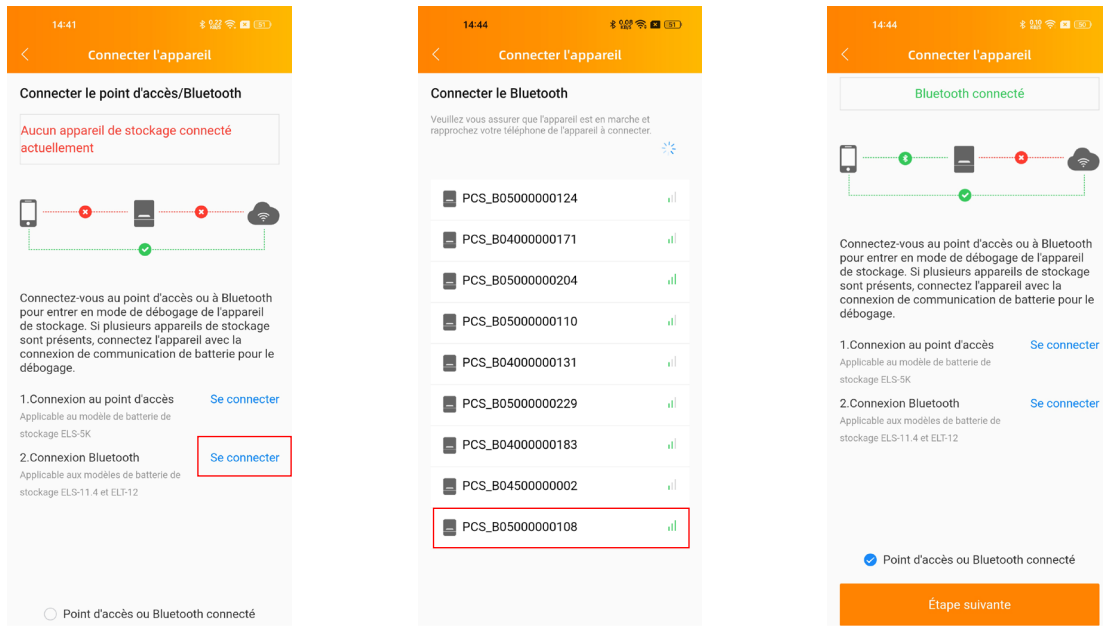 14:41
0.22 KB/S
51
Connecter l'appareil
Connecter le point d'accès/Bluetooth
Aucun appareil de stockage connecté
actuellement
Connectez-vous au point d'accès ou à Bluetooth
pour entrer en mode de débogage de l'appareil
de stockage. Si plusieurs appareils de stockage
sont présents, connectez l'appareil avec la
connexion de communication de batterie pour le
débogage.
1.Connexion au point d'accès Se connecter
Applicable au modèle de batterie de
stockage ELS-5K
2.Connexion Bluetooth Se connecter
Applicable aux modèles de batterie de
stockage ELS-11.4 et ELT-12
Point d'accès ou Bluetooth connecté
14:44
Connecter l'appareil
Connecter le Bluetooth
Veuillez vous assurer que l'appareil est en marche et
rapprochez votre téléphone de l'appareil à connecter.
PCS_B05000000124
PCS_B04000000171
PCS_B05000000204
PCS_B05000000110
PCS_B04000000131
PCS_B05000000229
PCS_B04000000183
PCS_B04500000002
PCS_B05000000108
14:44
Connecter l'appareil
Bluetooth connecté
Connectez-vous au point d'accès ou à Bluetooth
pour entrer en mode de débogage de l'appareil
de stockage. Si plusieurs appareils de stockage
sont présents, connectez l'appareil avec la
connexion de communication de batterie pour le
débogage.
1.Connexion au point d'accès Se connecter
Applicable au modèle de batterie de
stockage ELS-5K
2.Connexion Bluetooth Se connecter
Applicable aux modèles de batterie de
stockage ELS-11.4 et ELT-12
Point d'accès ou Bluetooth connecté
Étape suivante